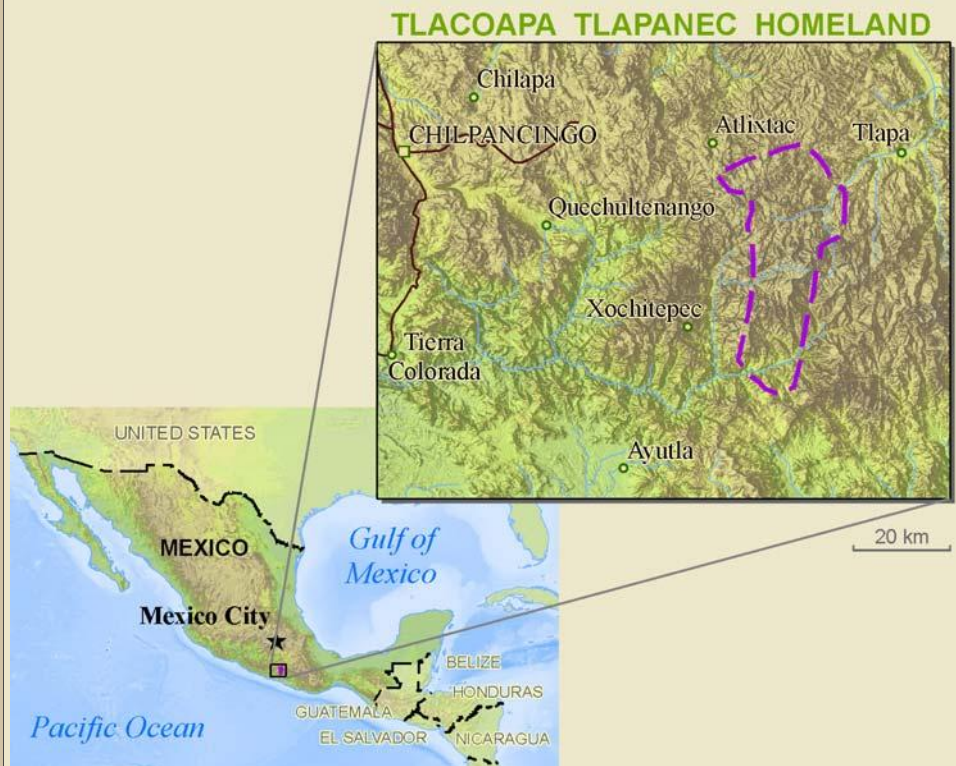 TLACOAPA TLAPANEC HOMELAND
Chilapa
CHILPANCINGO
Atlixtac
Tlapa
Quechultenango
Xochitepec
Tierra
Colorada
Ayutla
20 km
UNITED STATES
MEXICO
Gulf of
Mexico
Mexico City
BELIZE
HONDURAS
GUATEMALA
EL SALVADOR
NICARAGUA
Pacific Ocean